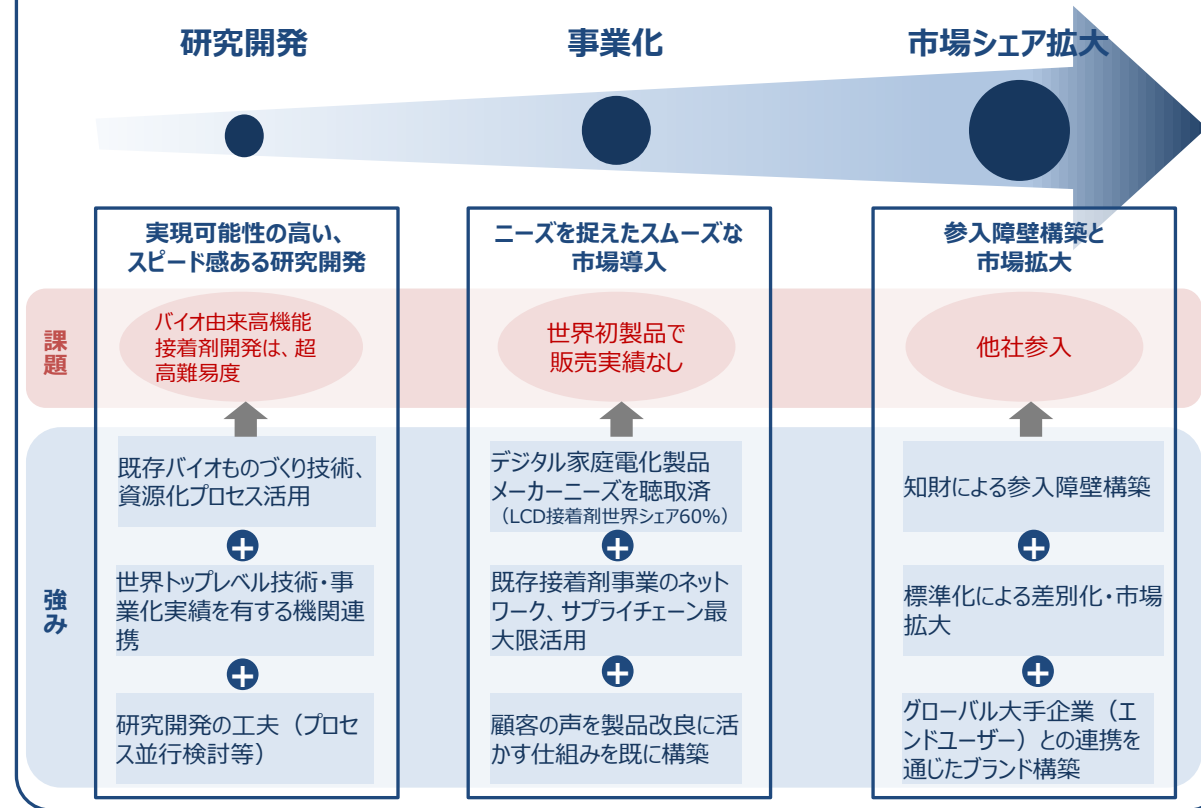 研究開発
事業化
市場シェア拡大
実現可能性の高い、
スピード感ある研究開発
ニーズを捉えたスムーズな
市場導入
参入障壁構築と
市場拡大
課題
バイオ由来高機能
接着剤開発は、超
高難易度
世界初製品で
販売実績なし
他社参入
強み
既存バイオものづくり技術、
資源化プロセス活用
+
世界トップレベル技術・事
業化実績を有する機関連
携
+
研究開発の工夫（プロセ
ス並行検討等）
デジタル家庭電化製品
メーカーニーズを聴取済
（LCD接着剤世界シェア60%）
+
既存接着剤事業のネット
ワーク、サプライチェーン最
大限活用
+
顧客の声を製品改良に活
かす仕組みを既に構築
知財による参入障壁構築
+
標準化による差別化・市場
拡大
+
グローバル大手企業（エ
ンドユーザー）との連携を
通じたブランド構築